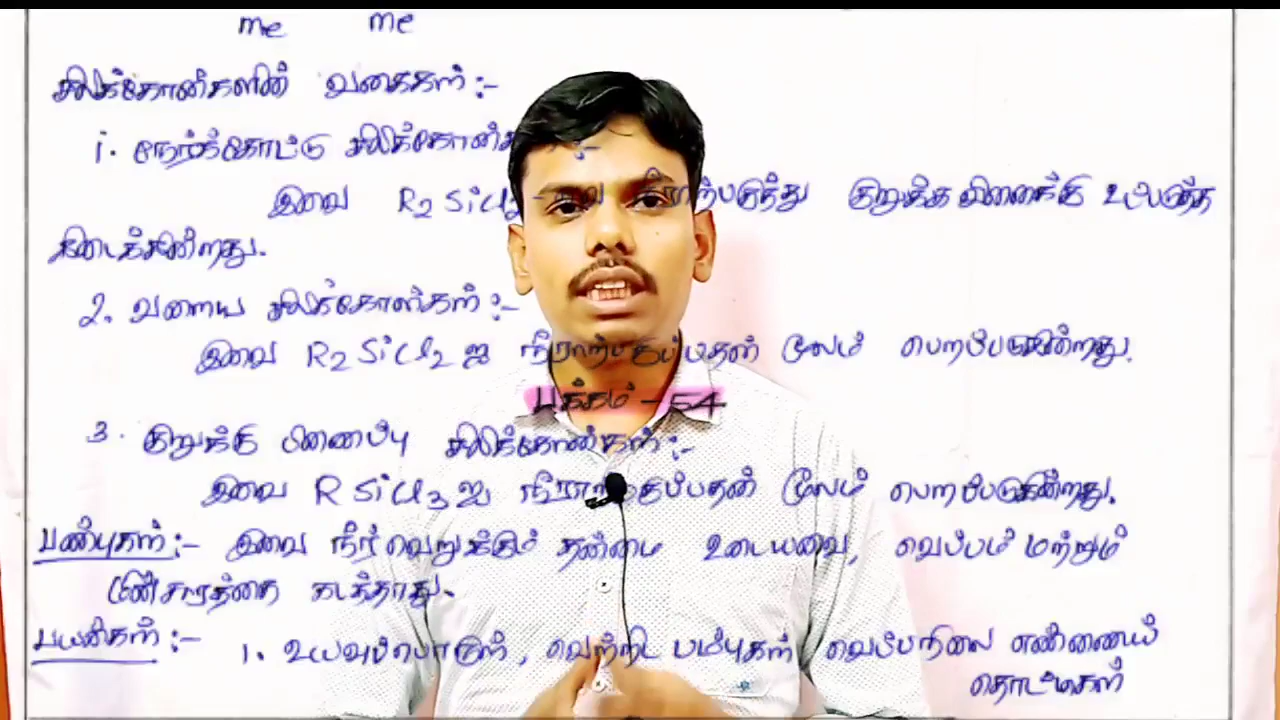 me me
சிலிக்கோன்களின் வகைகள் :-
i. நேர்க்கோட்டு சிலிக்கோன்க :-
இவை R2 SiCl2 குறுக்க வினைக்கு உட்படுத்த
கிடைக்கின்றது.
2. வளைய சிலிக்கோன்கள் :-
இவை R2 SiCl2 ஐ நீராற்பகுப்பதன் மூலம் பெறப்படுகின்றது.
பக்கம் - 54
3. குறுக்கு பிணைப்பு சிலிக்கோன்கள் :-
இவை R SiCl3 ஐ நீராற்பகுப்பதன் மூலம் பெறப்படுகின்றது.
பண்புகள் :- இவை நீர் வெறுக்கும் தன்மை உடையவை, வெப்பம் மற்றும்
மின்சாரத்தை கடத்தாது.
பயன்கள் :- 1. உயவுப்பொருள், வெற்றிட பம்புகள் வெப்பநிலை எண்ணெய்
தொட்டிகள்